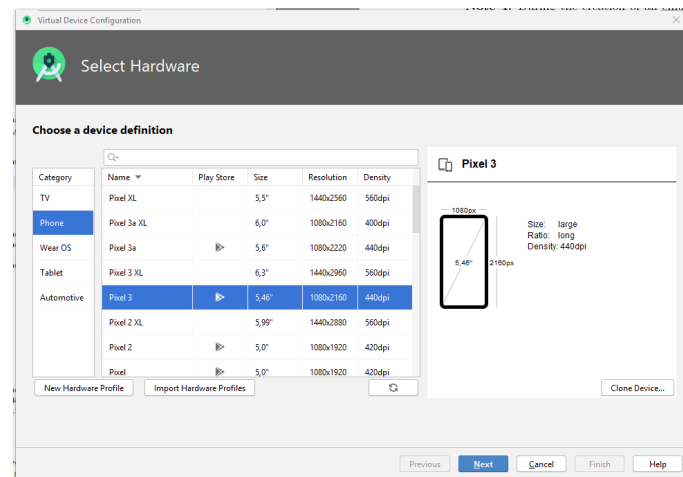 Virtual Device Configuration
Select Hardware
Choose a device definition
Category Name Play Store Size Resolution Density
TV
Phone
Wear OS
Tablet
Automotive
Pixel XL 5,5" 1440x2560 560dpi
Pixel 3a XL 6,0" 1080x2160 400dpi
Pixel 3a 5,6" 1080x2220 440dpi
Pixel 3 XL 6,3" 1440x2960 560dpi
Pixel 3 5,46" 1080x2160 440dpi
Pixel 2 XL 5,99" 1440x2880 560dpi
Pixel 2 5,0" 1080x1920 420dpi
Pixel 5,0" 1080x1920 420dpi
New Hardware Profile Import Hardware Profiles
Pixel 3
1080px
5,46" 2160px
Size: large
Ratio: long
Density: 440dpi
Clone Device...
Previous Next Cancel Finish Help